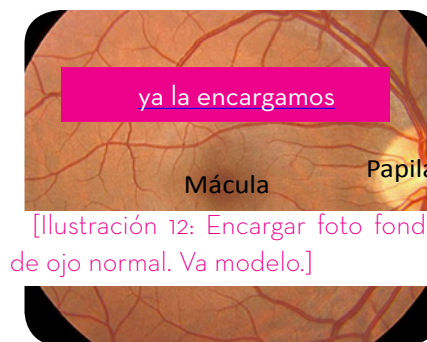 ya la encargamos
Papila
Mácula
[Ilustración 12: Encargar foto fond
de ojo normal. Va modelo.]